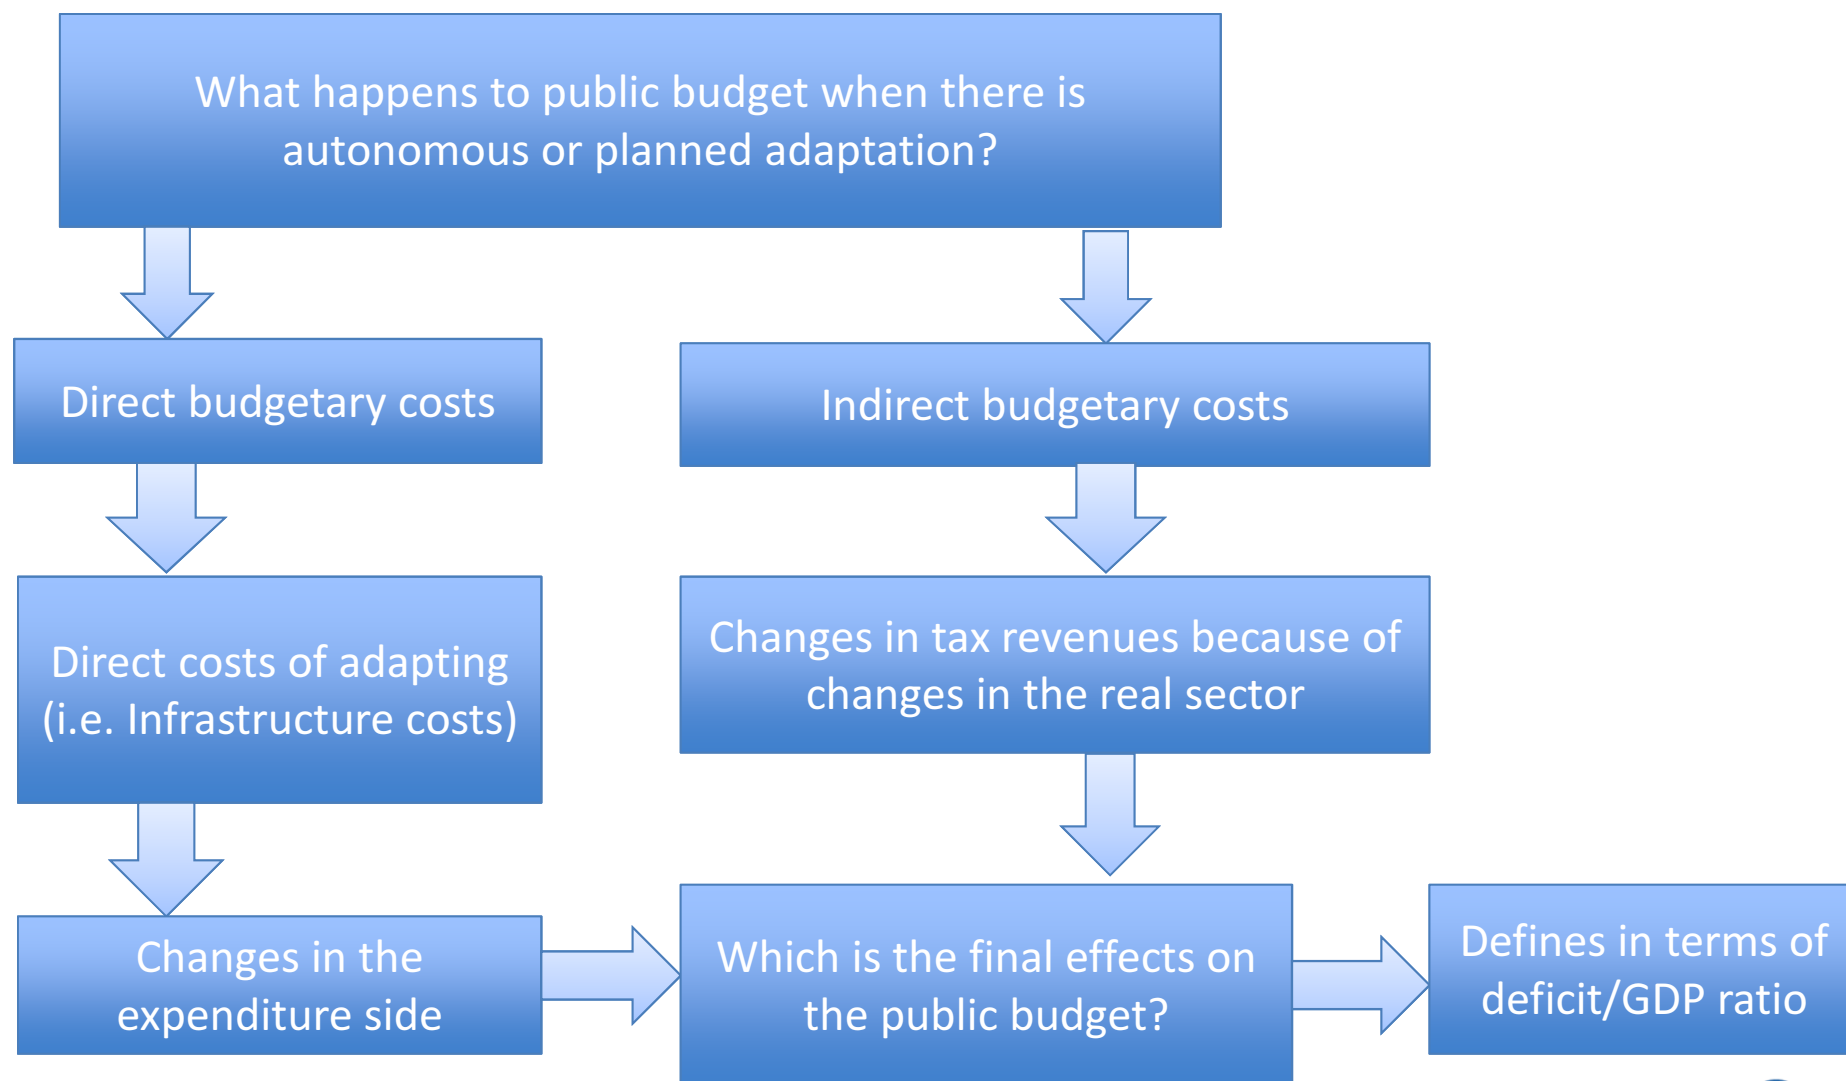 What happens to public budget when there is
autonomous or planned adaptation?
Direct budgetary costs
Indirect budgetary costs
Direct costs of adapting
(i.e. Infrastructure costs)
Changes in tax revenues because of
changes in the real sector
Changes in the
expenditure side
Which is the final effects on
the public budget?
Defines in terms of
deficit/GDP ratio